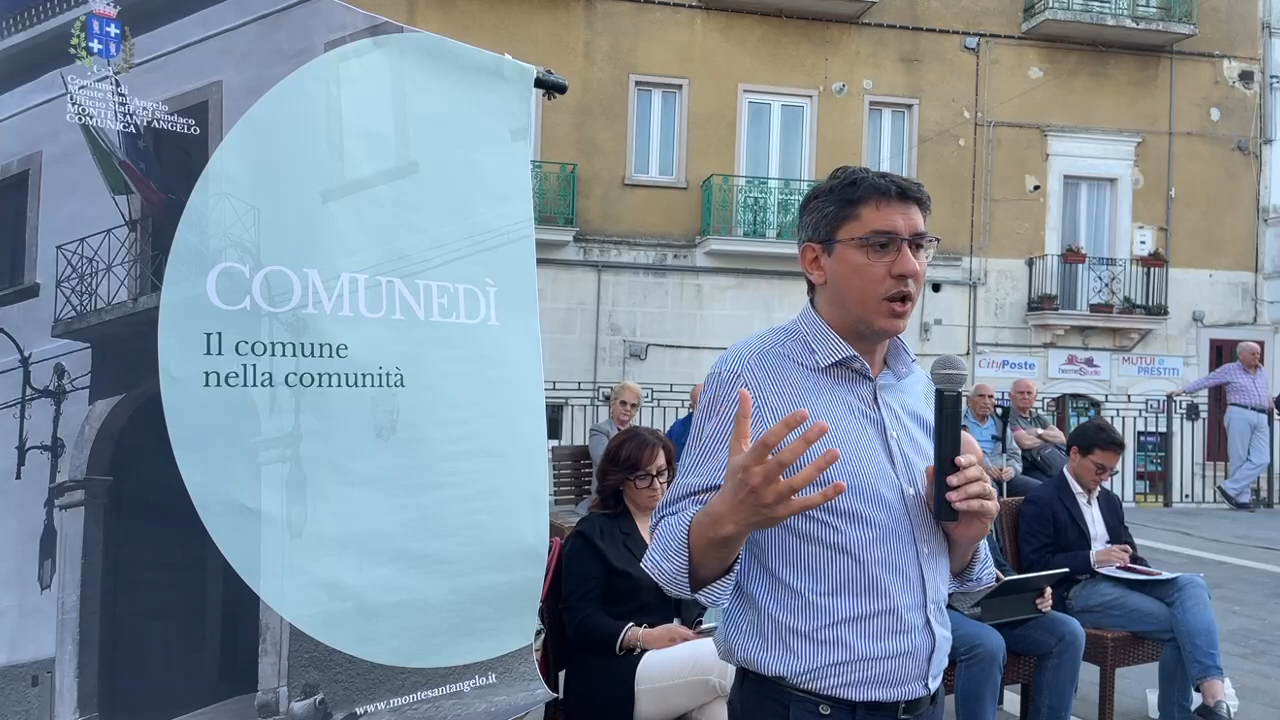 Comune di
Monte Sant'Angelo
Ufficio Staff del Sindaco
MONTE SANT'ANGELO
COMUNICA
COMUNEDÌ
Il comune
nella comunità
www.montesantangelo.it
CityPoste
hermeStudio
MUTUI e
PRESTITI